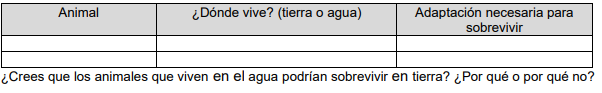 Animal ¿Dónde vive? (tierra o agua) Adaptación necesaria para
sobrevivir
¿Crees que los animales que viven en el agua podrían sobrevivir en tierra? ¿Por qué o por qué no?